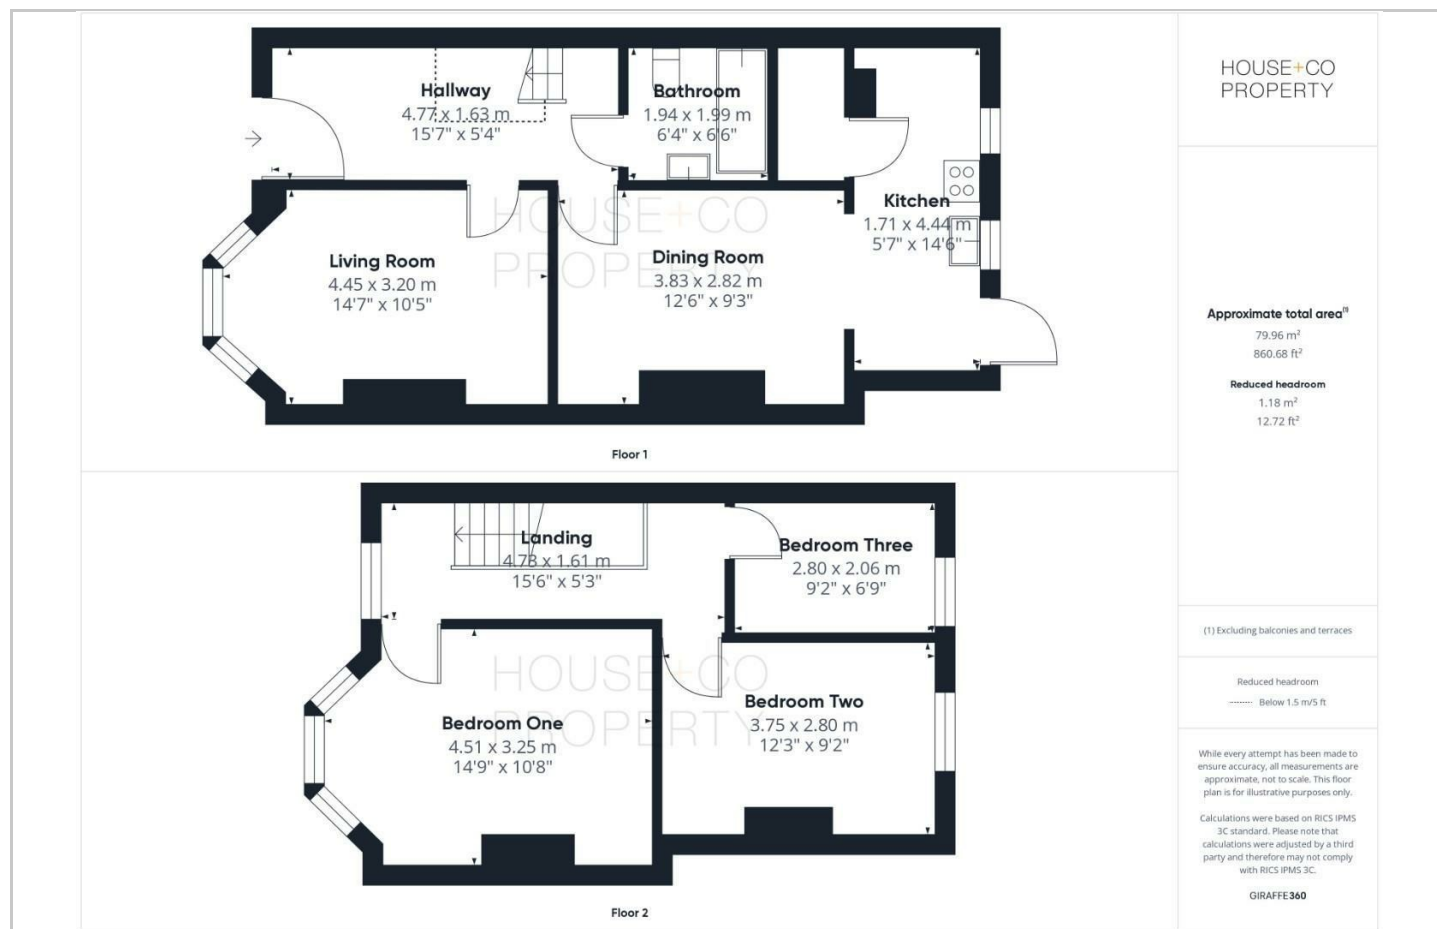 Hallway
4.77 x 1.63 m
15'7" x 5'4"
Bathroom
1.94 x 1.99 m
6'4" x 6'6"
Kitchen
1.71 x 4.44 m
5'7" x 14'6"
Living Room
4.45 x 3.20 m
14'7" x 10'5"
Dining Room
3.83 x 2.82 m
12'6" x 9'3"
HOUSE+CO
PROPERTY
Floor 1
Landing
4.73 x 1.61 m
15'6" x 5'3"
Bedroom Three
2.80 x 2.06 m
9'2" x 6'9"
Bedroom One
4.51 x 3.25 m
14'9" x 10'8"
Bedroom Two
3.75 x 2.80 m
12'3" x 9'2"
HOUSE+CO
PROPERTY
Floor 2
HOUSE+CO
PROPERTY
Approximate total area(1)
79.96 m²
860.68 ft²
Reduced headroom
1.18 m²
12.72 ft²
(1) Excluding balconies and terraces
Reduced headroom
Below 1.5 m/5 ft
While every attempt has been made to
ensure accuracy, all measurements are
approximate, not to scale. This floor
plan is for illustrative purposes only.
Calculations were based on RICS IPMS
3C standard. Please note that
calculations were adjusted by a third
party and therefore may not comply
with RICS IPMS 3C.
GIRAFFE360